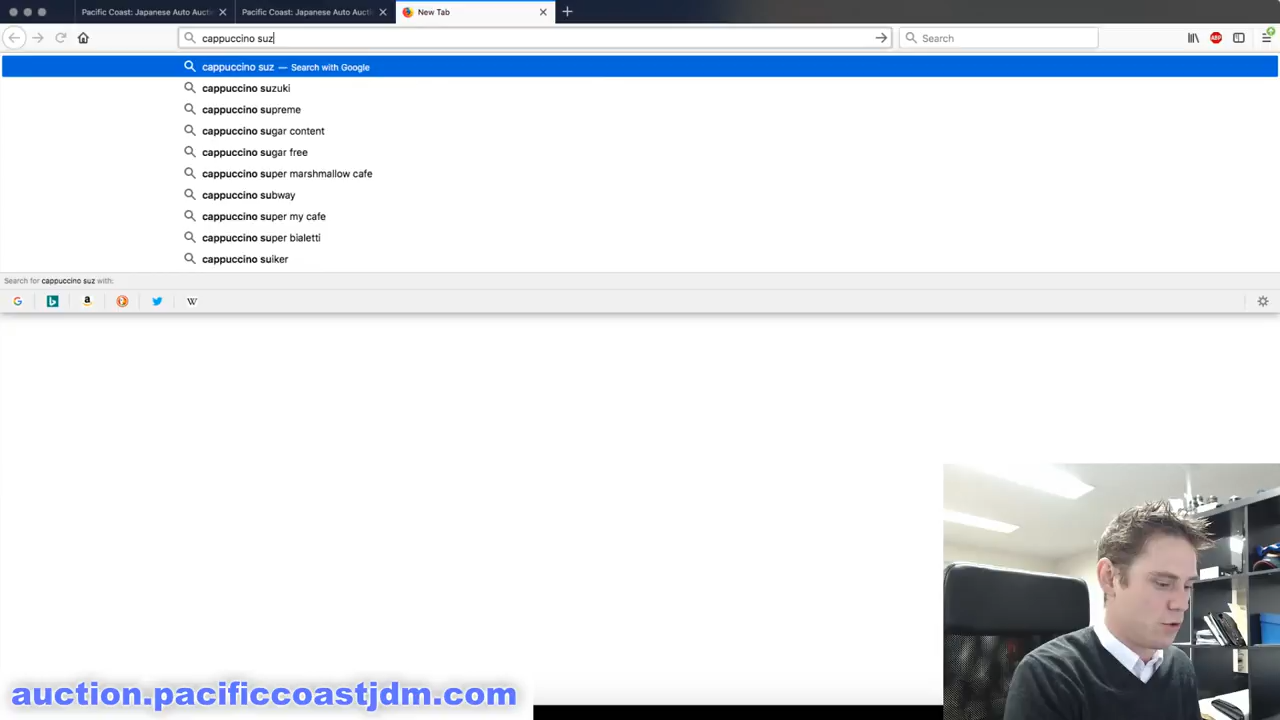 Pacific Coast: Japanese Auto Aucti
Pacific Coast: Japanese Auto Aucti
New Tab
cappuccino suz
Search
cappuccino suz — Search with Google
cappuccino suzuki
cappuccino supreme
cappuccino sugar content
cappuccino sugar free
cappuccino super marshmallow cafe
cappuccino subway
cappuccino super my cafe
cappuccino super bialetti
cappuccino suiker
Search for cappuccino suz with:
auction.pacificcoastjdm.com